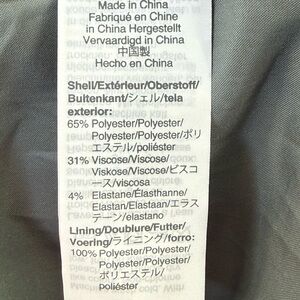 Made in China
Fabriqué en Chine
in China Hergestellt
Vervaardigd in China
中国製
Hecho en China
Shell/Extérieur/Oberstoff/
Buitenkant/シェル/tela
exterior:
65% Polyester/Polyester/
Polyester/Polyester/ポリ
エステル/poliéster
31% Viscose/Viscose/
Viskose/Viscose/ビスコ
ース/viscosa
4% Elastane/Élasthanne/
Elastan/Elastaan/エラス
テーン/elastano
Lining/Doublure/Futter/
Voering/ライニング/forro:
100% Polyester/Polyester/
Polyester/Polyester/
ポリエステル/
poliéster